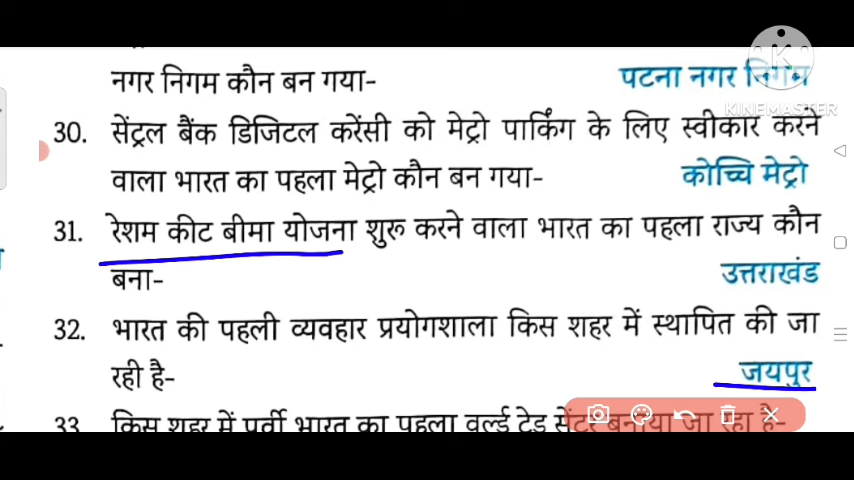 नगर निगम कौन बन गया- पटना नगर निगम
KINEMASTER
30. सेंट्रल बैंक डिजिटल करेंसी को मेट्रो पार्किंग के लिए स्वीकार करने
वाला भारत का पहला मेट्रो कौन बन गया- कोच्चि मेट्रो
31. रेशम कीट बीमा योजना शुरू करने वाला भारत का पहला राज्य कौन
बना- उत्तराखंड
32. भारत की पहली व्यवहार प्रयोगशाला किस शहर में स्थापित की जा
रही है- जयपुर
33. किस शहर में पूर्वी भारत का पहला वर्ल्ड ट्रेड सेंटर बनाया जा रहा है-